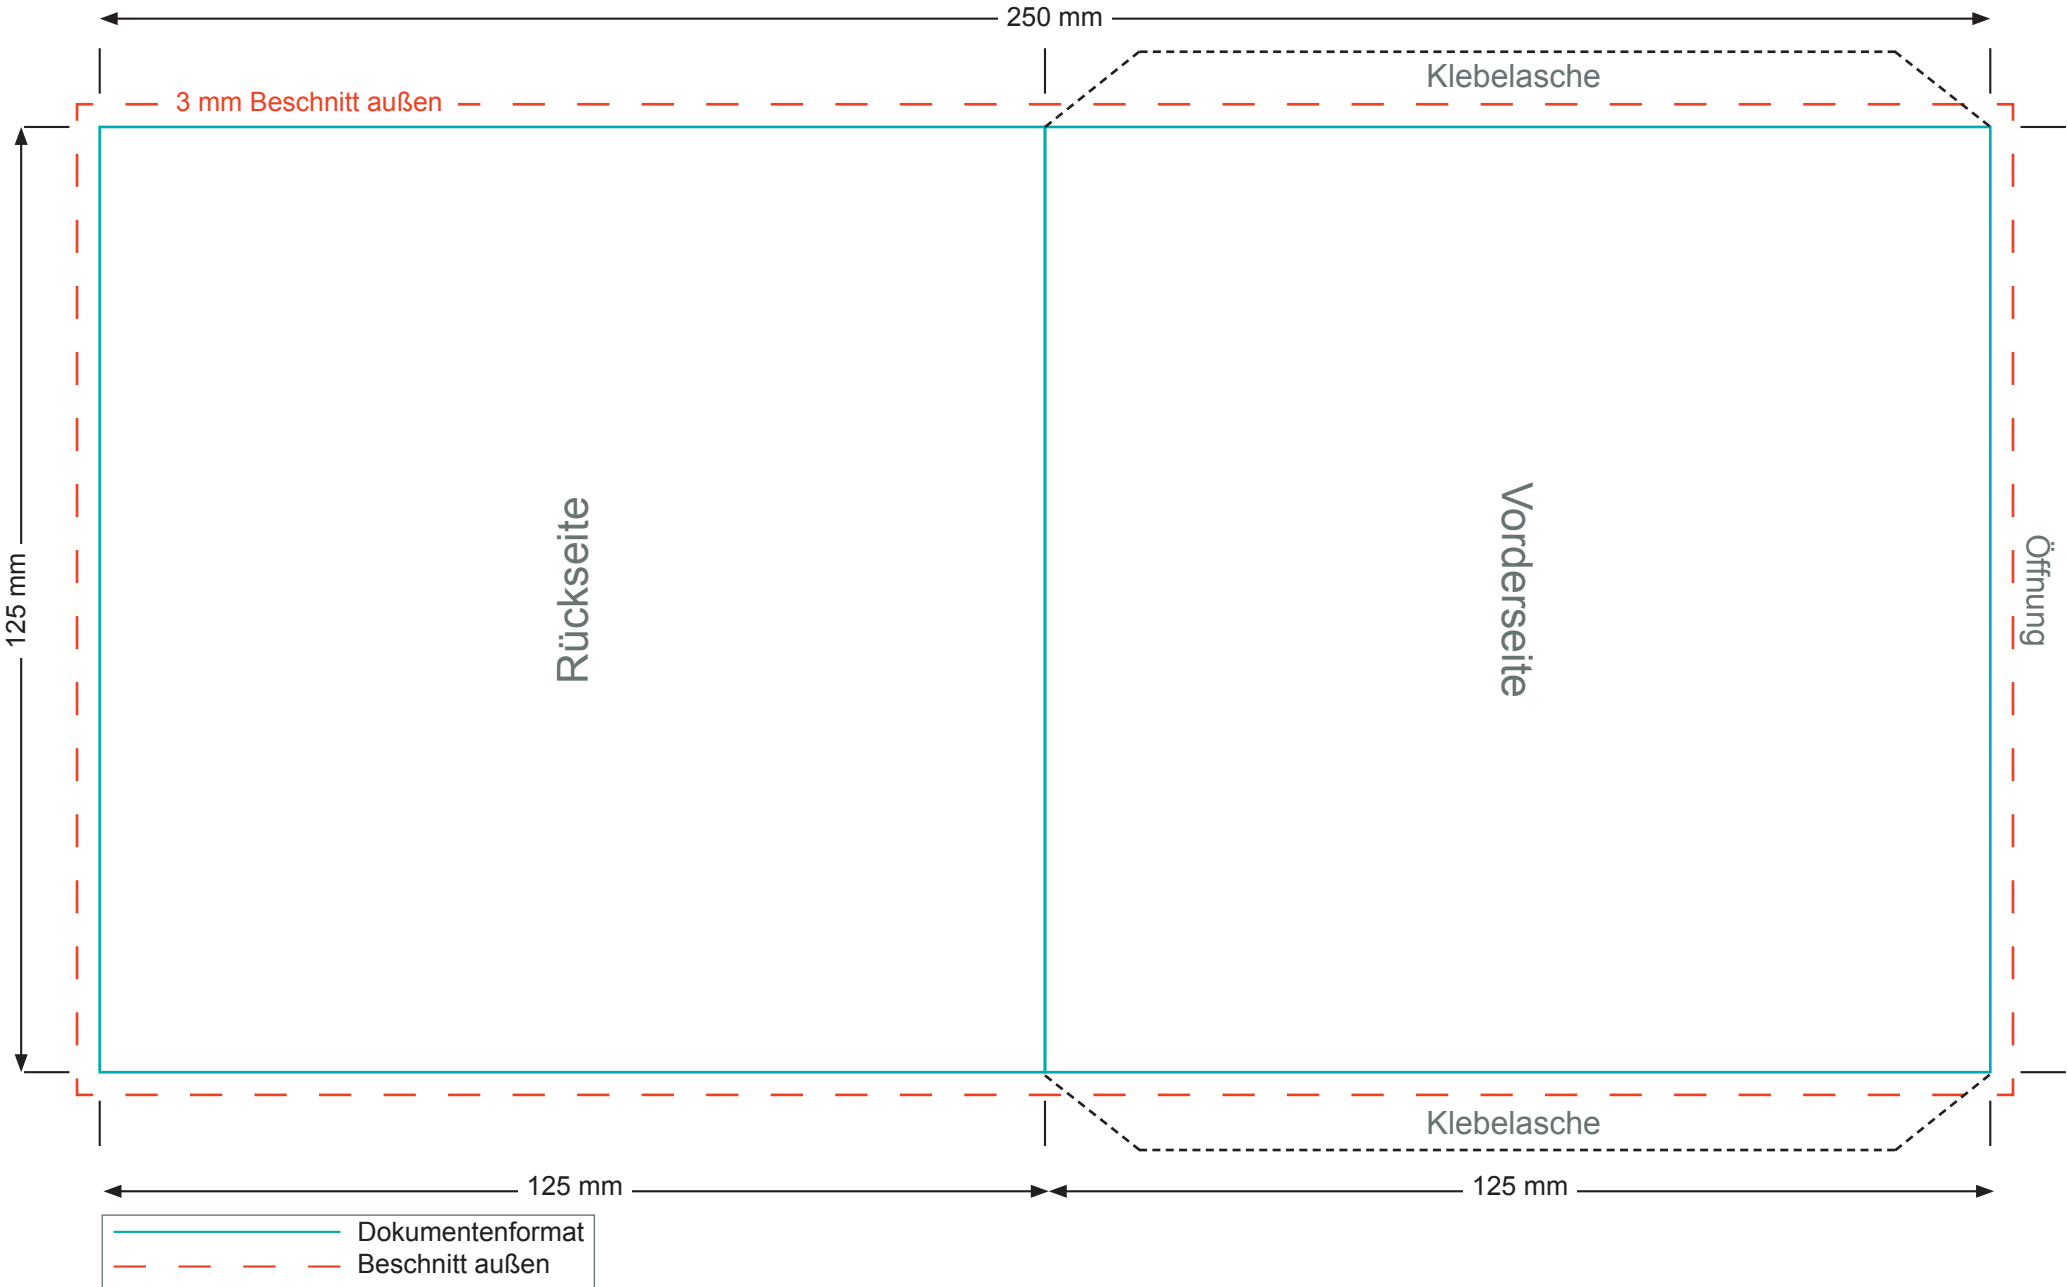 250 mm
Klebelasche
3 mm Beschnitt außen
125 mm
Rückseite
Vorderseite
Öffnung
Klebelasche
125 mm
125 mm
Dokumentenformat
Beschnitt außen